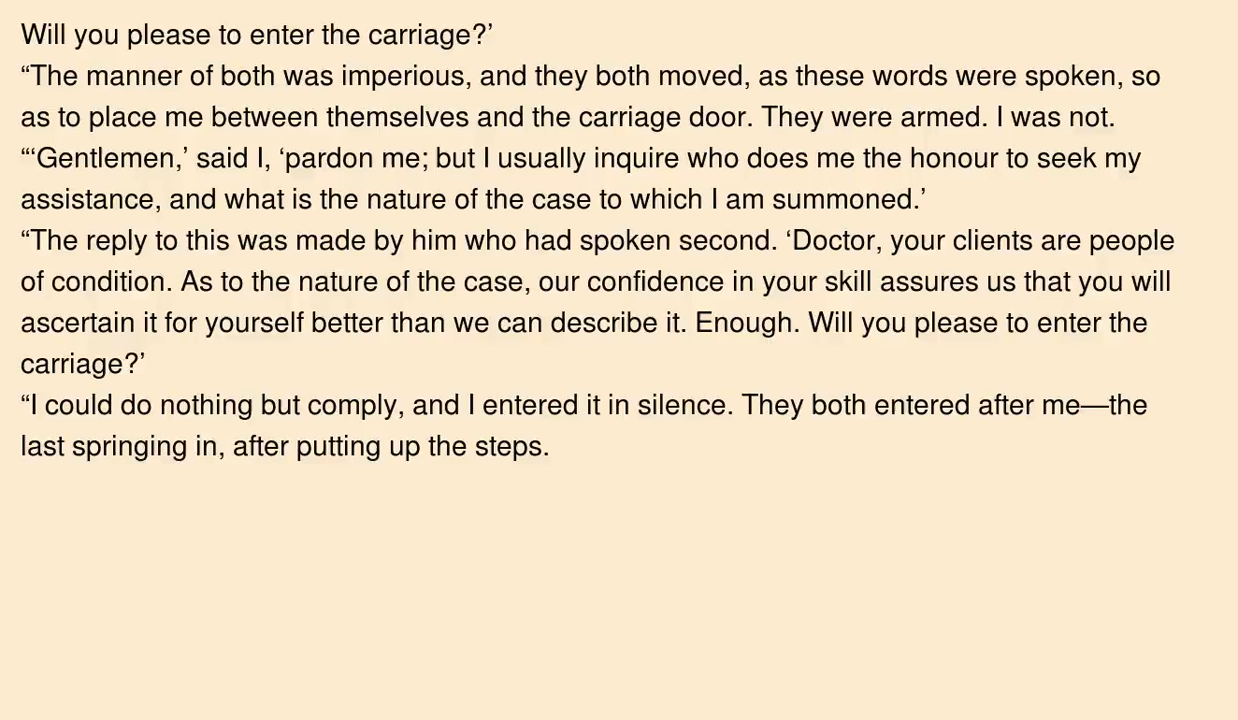 Will you please to enter the carriage?’
“The manner of both was imperious, and they both moved, as these words were spoken, so
as to place me between themselves and the carriage door. They were armed. I was not.
“‘Gentlemen,’ said I, ‘pardon me; but I usually inquire who does me the honour to seek my
assistance, and what is the nature of the case to which I am summoned.’
“The reply to this was made by him who had spoken second. ‘Doctor, your clients are people
of condition. As to the nature of the case, our confidence in your skill assures us that you will
ascertain it for yourself better than we can describe it. Enough. Will you please to enter the
carriage?’
“I could do nothing but comply, and I entered it in silence. They both entered after me—the
last springing in, after putting up the steps.